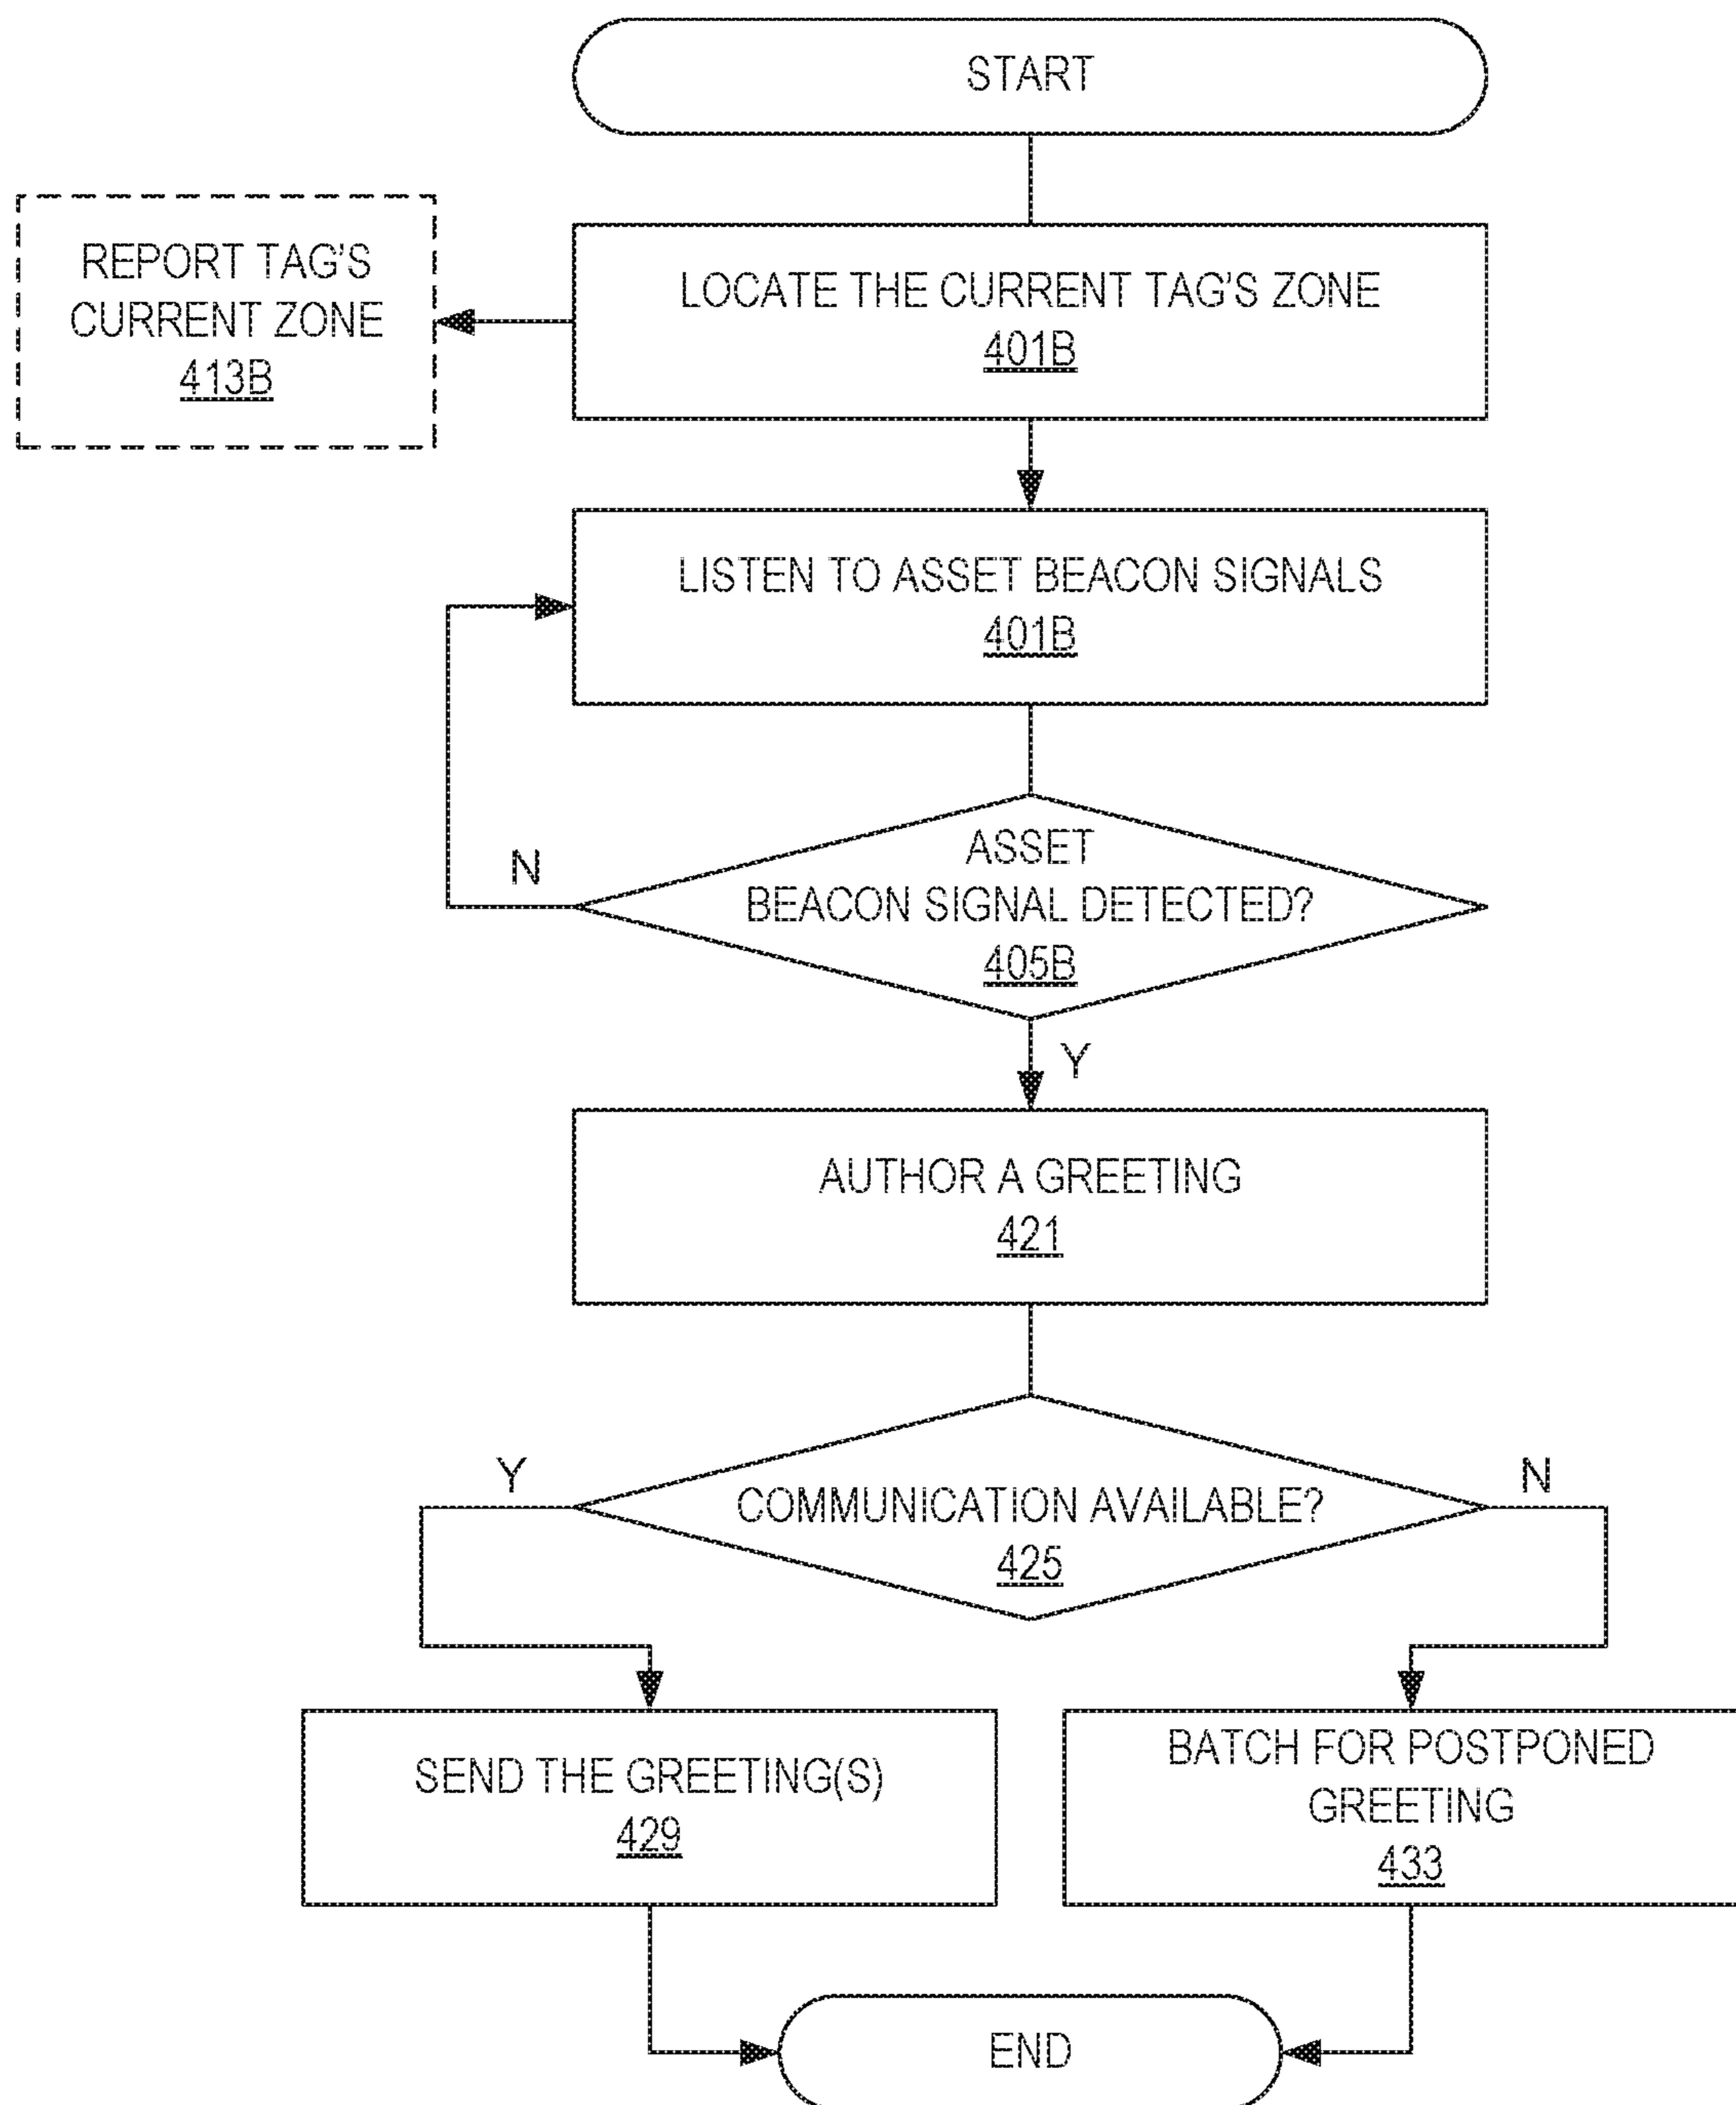 START
REPORT TAG'S
CURRENT ZONE
413B
LOCATE THE CURRENT TAG'S ZONE
401B
LISTEN TO ASSET BEACON SIGNALS
401B
ASSET
BEACON SIGNAL DETECTED?
405B
N
Y
AUTHOR A GREETING
421
COMMUNICATION AVAILABLE?
425
Y
N
SEND THE GREETING(S)
429
BATCH FOR POSTPONED
GREETING
433
END